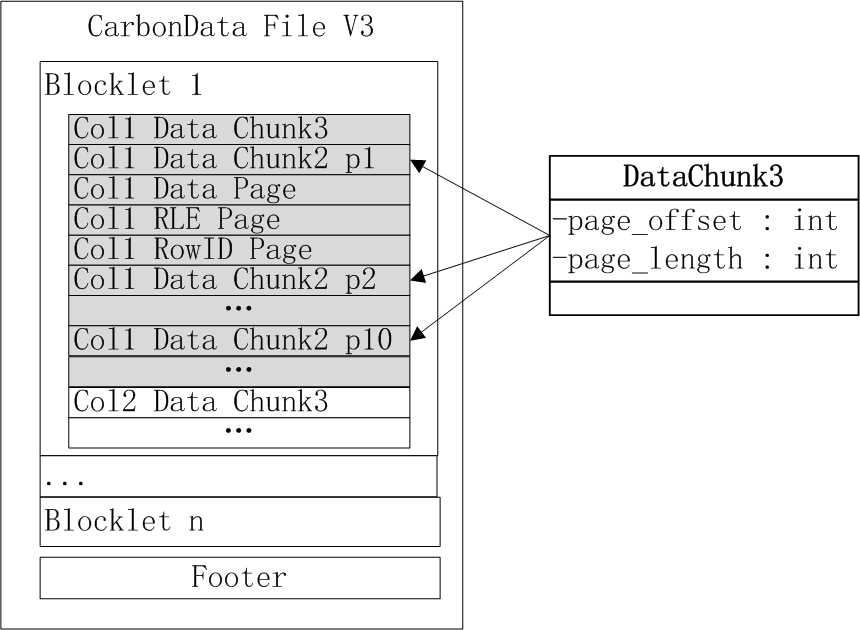 CarbonData File V3
Blocklet 1
Col1 Data Chunk3
Col1 Data Chunk2 p1
Col1 Data Page
Col1 RLE Page
Col1 RowID Page
Col1 Data Chunk2 p2
...
Col1 Data Chunk2 p10
...
Col2 Data Chunk3
...
...
Blocklet n
Footer
DataChunk3
-page_offset : int
-page_length : int